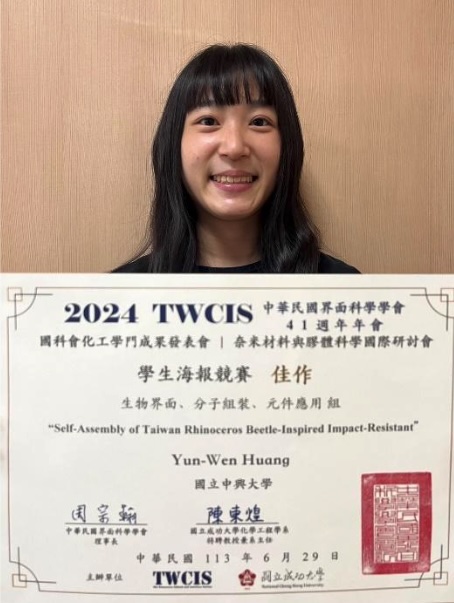 2024 TWCIS 中華民國界面科學學會
41週年年會
國科會化工學門成果發表會 | 奈米材料與膠體科學國際研討會
學生海報競賽 佳作
生物界面、分子組裝、元件應用 組
“Self-Assembly of Taiwan Rhinoceros Beetle-Inspired Impact-Resistant”
Yun-Wen Huang
國立中興大學
周宗翰 陳東煌
中華民國界面科學學會 國立成功大學化學工程學系
理事長 特聘教授兼系主任
中華民國 113 年 6 月 29 日
主辦單位 TWCIS 國立成功大學
National Cheng Kung University